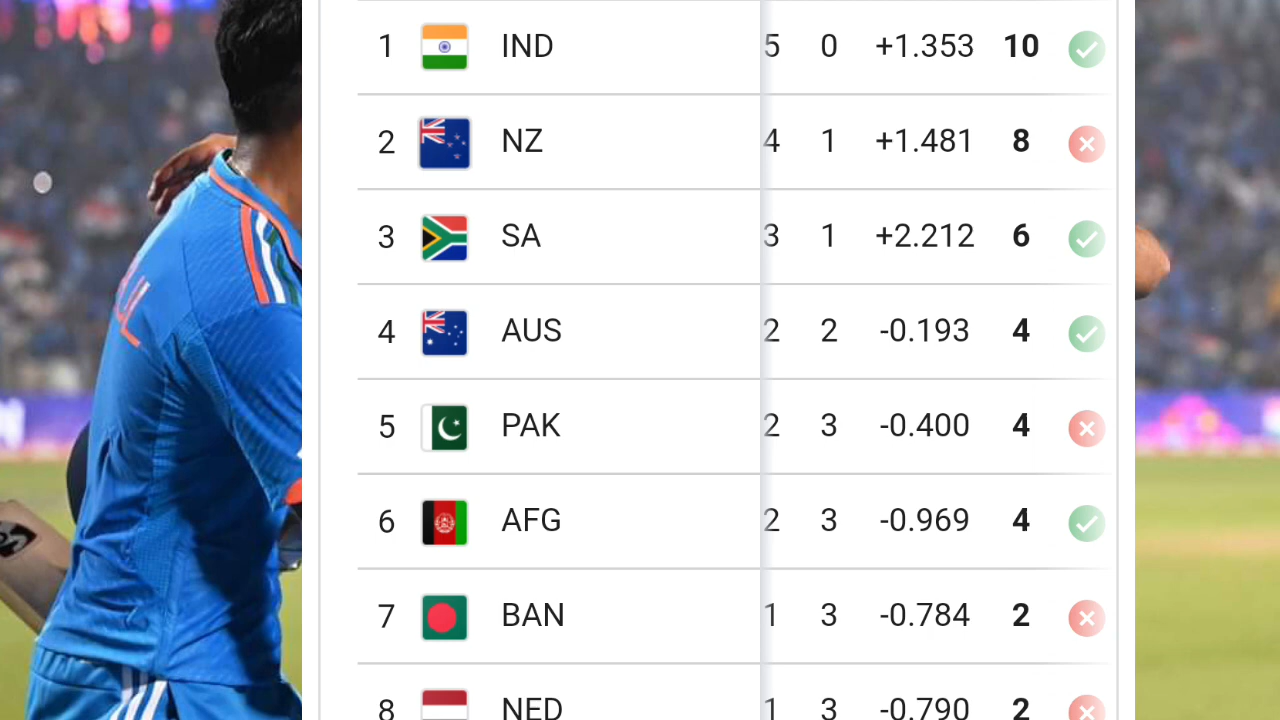 1 IND 5 0 +1.353 10
2 NZ 4 1 +1.481 8
3 SA 3 1 +2.212 6
4 AUS 2 2 -0.193 4
5 PAK 2 3 -0.400 4
6 AFG 2 3 -0.969 4
7 BAN 1 3 -0.784 2
8 NED 1 3 -0.790 2